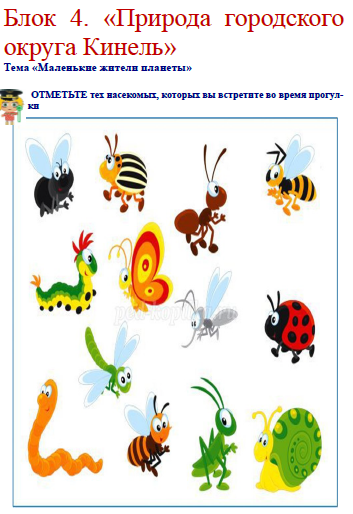 Блок 4. «Природа городского
округа Кинель»
Тема «Маленькие жители планеты»
ОТМЕТЬТЕ тех насекомых, которых вы встретите во время прогул-
ки